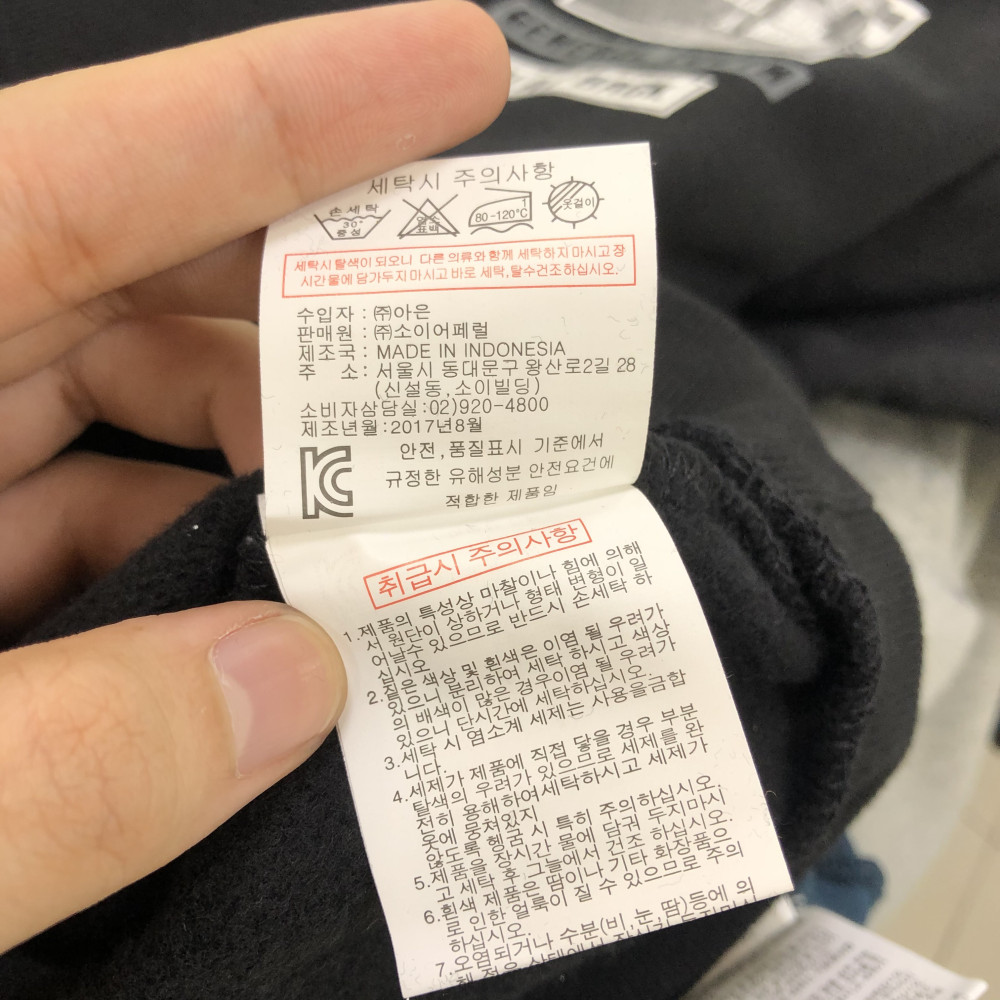 세탁시 주의사항
손세탁
30°
중성
염소
표백
80-120°C
옷걸이
세탁시 탈색이 되오니 다른 의류와 함께 세탁하지 마시고 장
시간 물에 담가두지 마시고 바로 세탁,탈수건조하십시오.
수입자 : ㈜아은
판매원 : ㈜소이어페럴
제조국 : MADE IN INDONESIA
주 소: 서울시 동대문구 왕산로2길 28
(신설동,소이빌딩)
소비자상담실:02)920-4800
제조년월:2017년8월
안전,품질표시 기준에서
규정한 유해성분 안전요건에
적합한 제품임
취급시 주의사항
1.제품의 특성상 마찰이나 힘에 의해
서 원단이 상하거나 형태 변형이 일
어날수 있으므로 반드시 손세탁 하
십시오.
2.짙은 색상 및 흰색은 이염 될 우려가
있으니 분리하여 세탁 하시고 색상
의 배색이 많은 경우이염 될 우려가
있으니 단시간에 세탁하십시오.
3.세탁 시 염소계 세제는 사용을금합
니다.
4.세제가 제품에 직접 닿을 경우 부분
탈색의 우려가 있으므로 세제를 완
전히 용해하여세탁하시고 세제가
옷에 뭉쳐있지
않도록 헹굼 시 특히 주의하십시오.
5.제품을 장시간 물에 담궈 두지마시
고 세탁 후 그늘에서 건조 하십시오.
6.흰색 제품은 땀이나 기타 화장품으
로 인한 얼룩이 질 수 있으므로 주의
하십시오.
7.오염되거나 수분(비 눈 땀)등에 위
해 젖은 상태에서